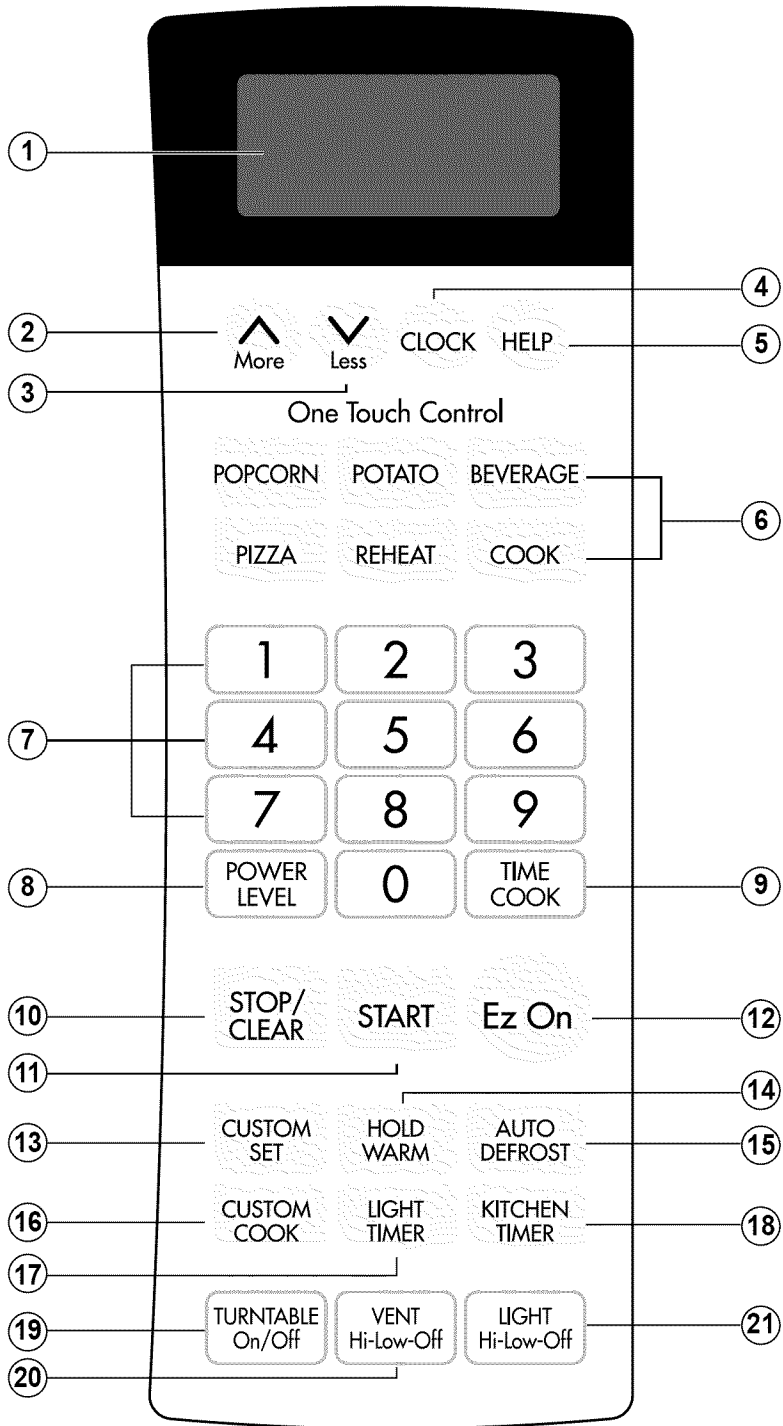 1
4
2
More
Less
CLOCK
HELP
5
3
One Touch Control
POPCORN
POTATO
BEVERAGE
6
PIZZA
REHEAT
COOK
1
2
3
7
4
5
6
7
8
9
8
POWER
LEVEL
0
TIME
COOK
9
10
STOP/
CLEAR
START
Ez On
12
11
14
13
CUSTOM
SET
HOLD
WARM
AUTO
DEFROST
15
16
CUSTOM
COOK
LIGHT
TIMER
KITCHEN
TIMER
18
17
19
TURNTABLE
On/Off
VENT
Hi-Low-Off
LIGHT
Hi-Low-Off
21
20